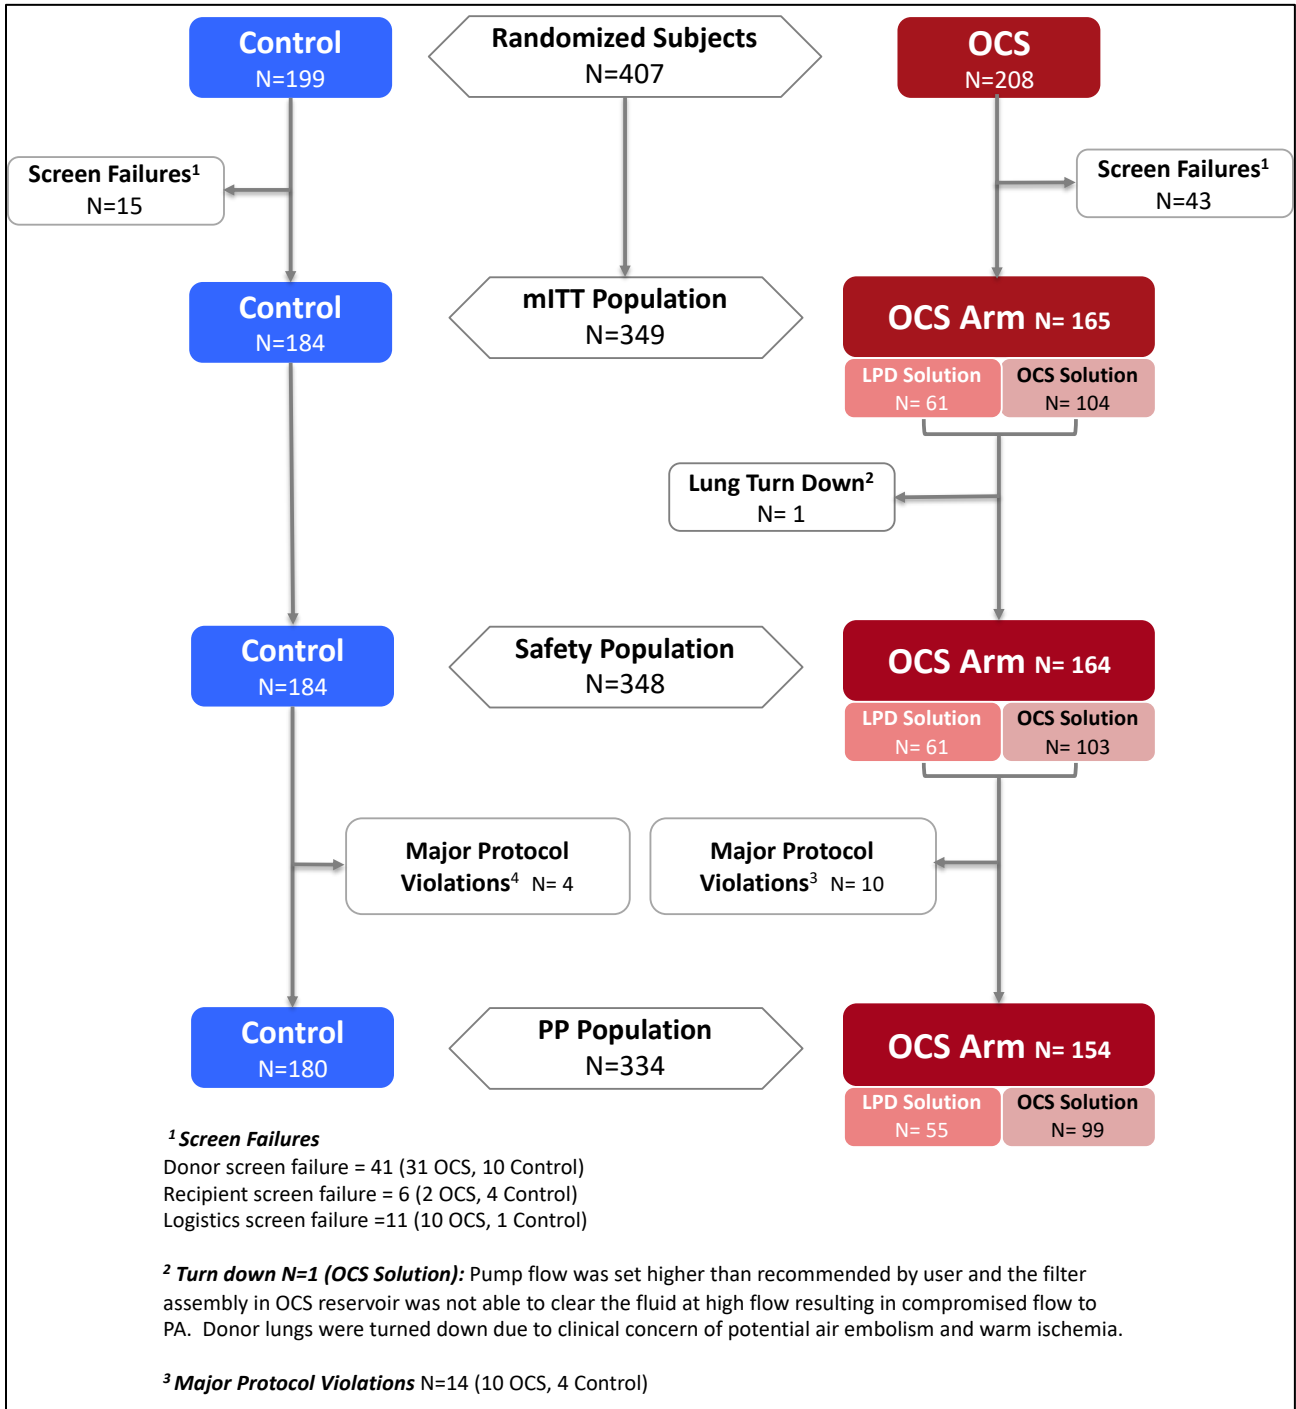 Control
N=199
Randomized Subjects
N=407
OCS
N=208
Screen Failures¹
N=15
Screen Failures¹
N=43
Control
N=184
mITT Population
N=349
OCS Arm N= 165
LPD Solution
N= 61
OCS Solution
N= 104
Lung Turn Down²
N= 1
Control
N=184
Safety Population
N=348
OCS Arm N= 164
LPD Solution
N= 61
OCS Solution
N= 103
Major Protocol
Violations⁴ N= 4
Major Protocol
Violations³ N= 10
Control
N=180
PP Population
N=334
OCS Arm N= 154
LPD Solution
N= 55
OCS Solution
N= 99
¹ Screen Failures
Donor screen failure = 41 (31 OCS, 10 Control)
Recipient screen failure = 6 (2 OCS, 4 Control)
Logistics screen failure =11 (10 OCS, 1 Control)
² Turn down N=1 (OCS Solution): Pump flow was set higher than recommended by user and the filter
assembly in OCS reservoir was not able to clear the fluid at high flow resulting in compromised flow to
PA. Donor lungs were turned down due to clinical concern of potential air embolism and warm ischemia.
³ Major Protocol Violations N=14 (10 OCS, 4 Control)